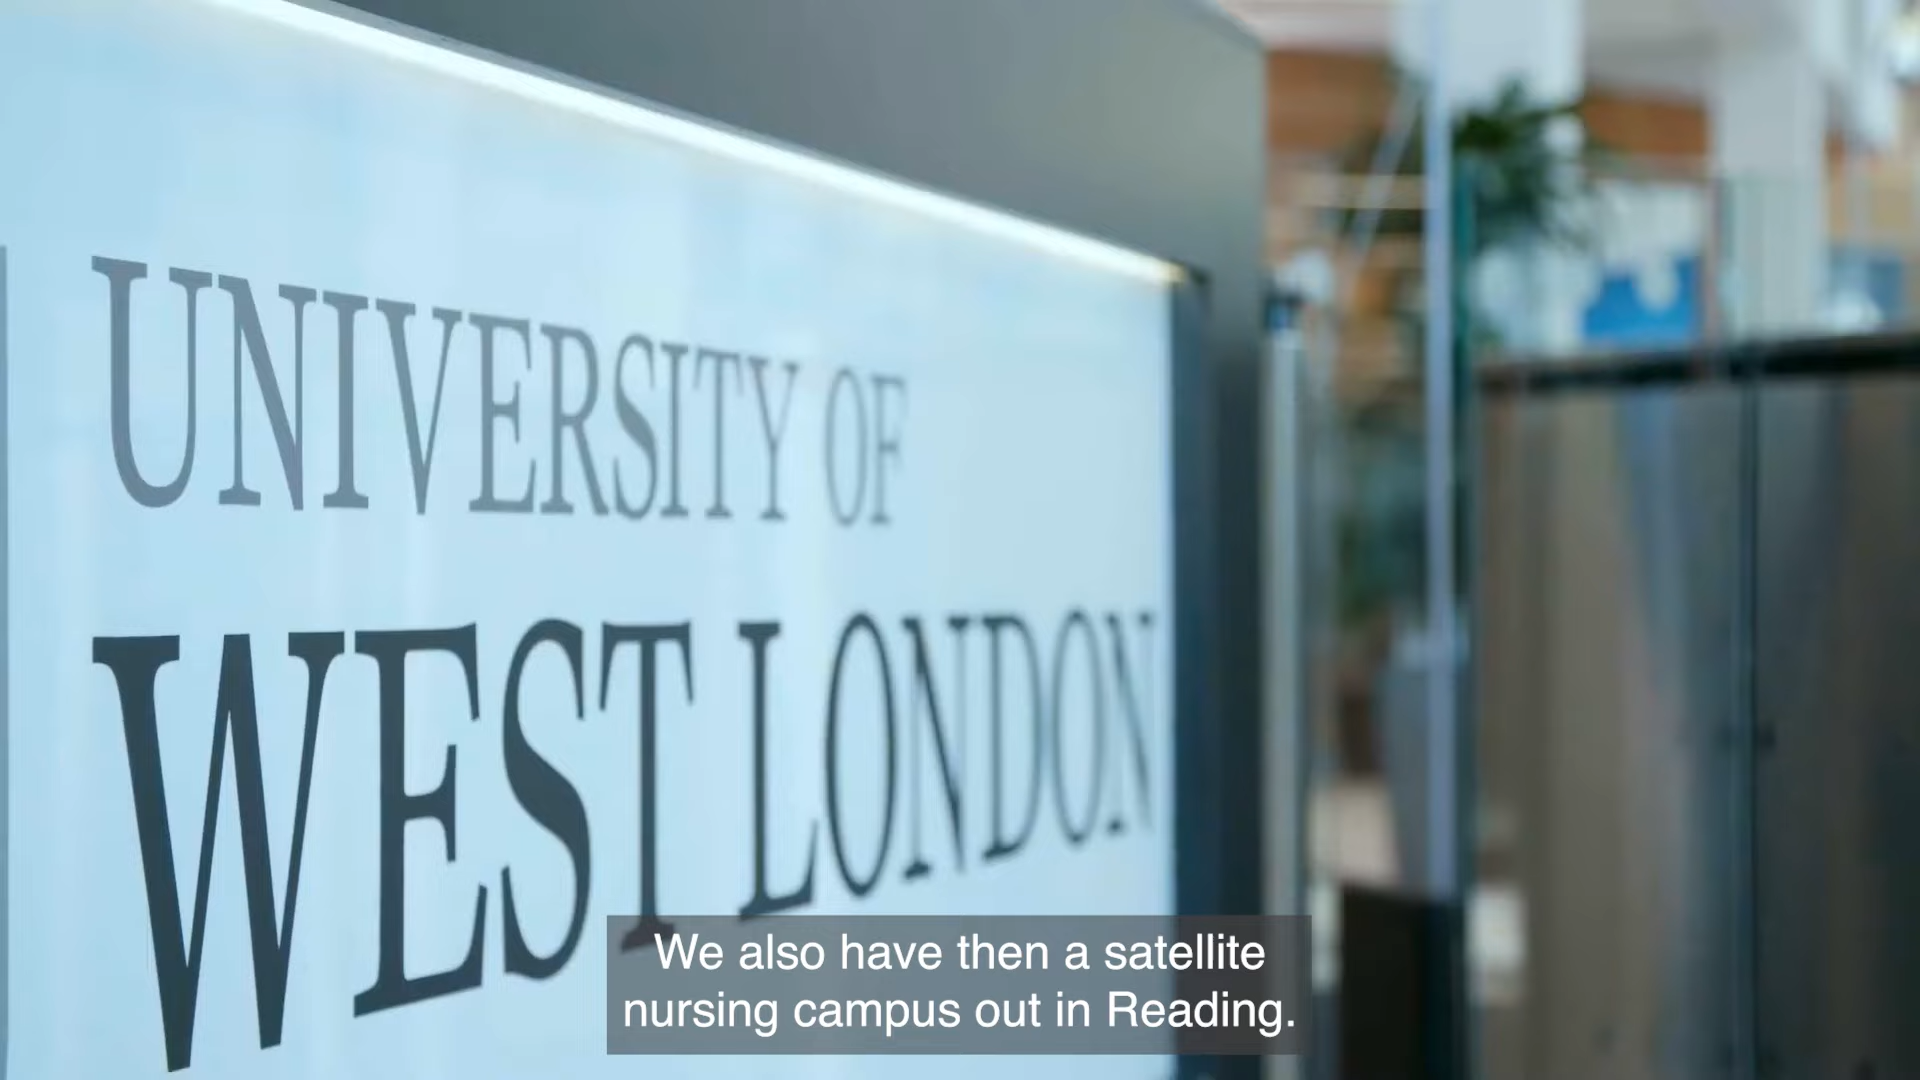 UNIVERSITY OF
WEST LONDON
We also have then a satellite
nursing campus out in Reading.